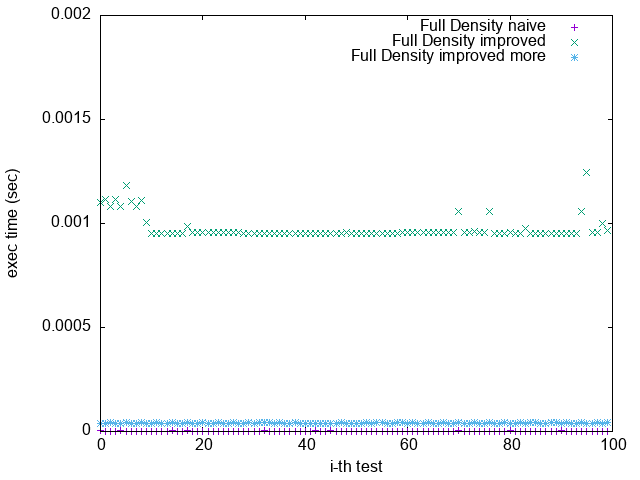 0.002
Full Density naive
Full Density improved
Full Density improved more
0.0015
0.001
0.0005
0
exec time (sec)
0 20 40 60 80 100
i-th test